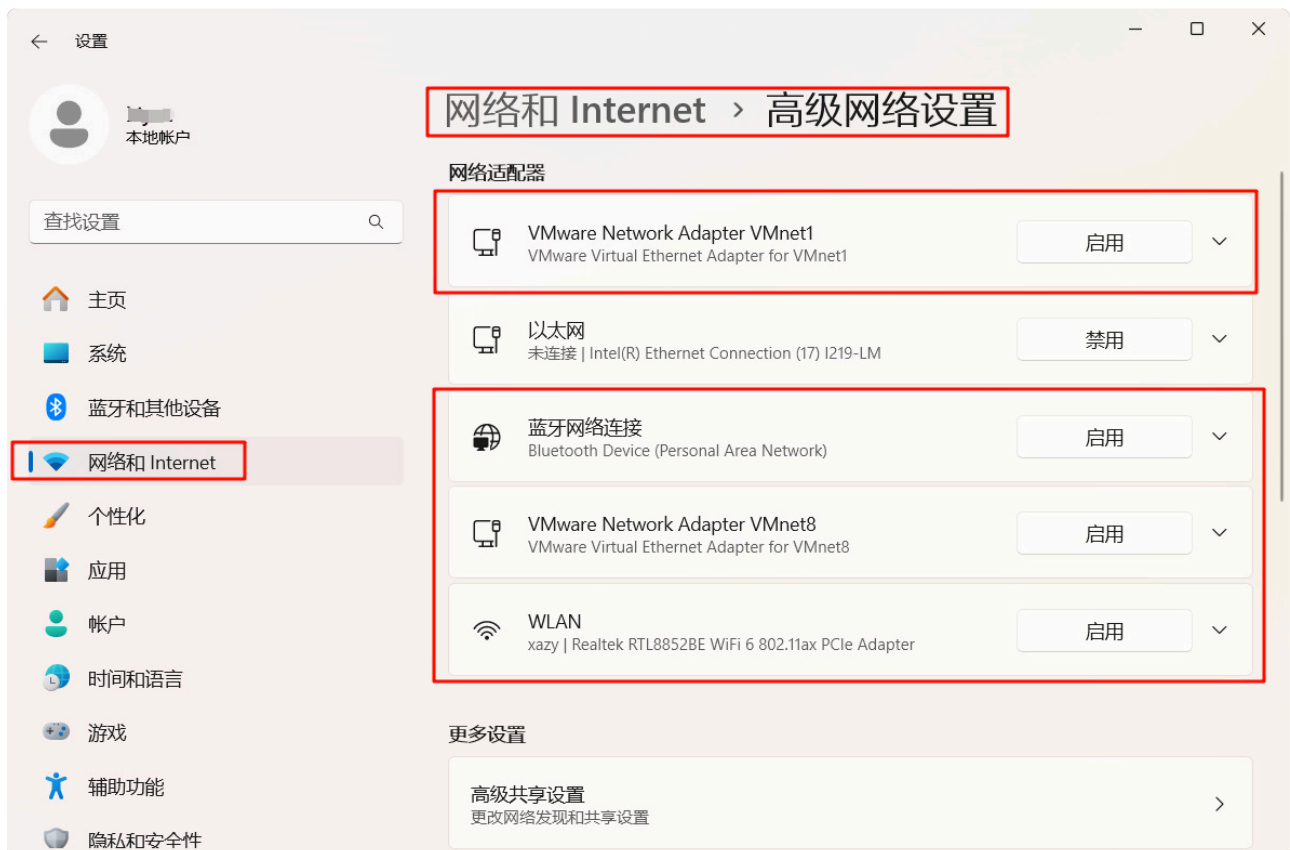 设置
本地帐户
查找设置
主页
系统
蓝牙和其他设备
网络和 Internet
个性化
应用
帐户
时间和语言
游戏
辅助功能
隐私和安全性
网络和 Internet › 高级网络设置
网络适配器
VMware Network Adapter VMnet1
VMware Virtual Ethernet Adapter for VMnet1
启用
以太网
未连接 | Intel(R) Ethernet Connection (17) I219-LM
禁用
蓝牙网络连接
Bluetooth Device (Personal Area Network)
启用
VMware Network Adapter VMnet8
VMware Virtual Ethernet Adapter for VMnet8
启用
WLAN
xazy | Realtek RTL8852BE WiFi 6 802.11ax PCIe Adapter
启用
更多设置
高级共享设置
更改网络发现和共享设置